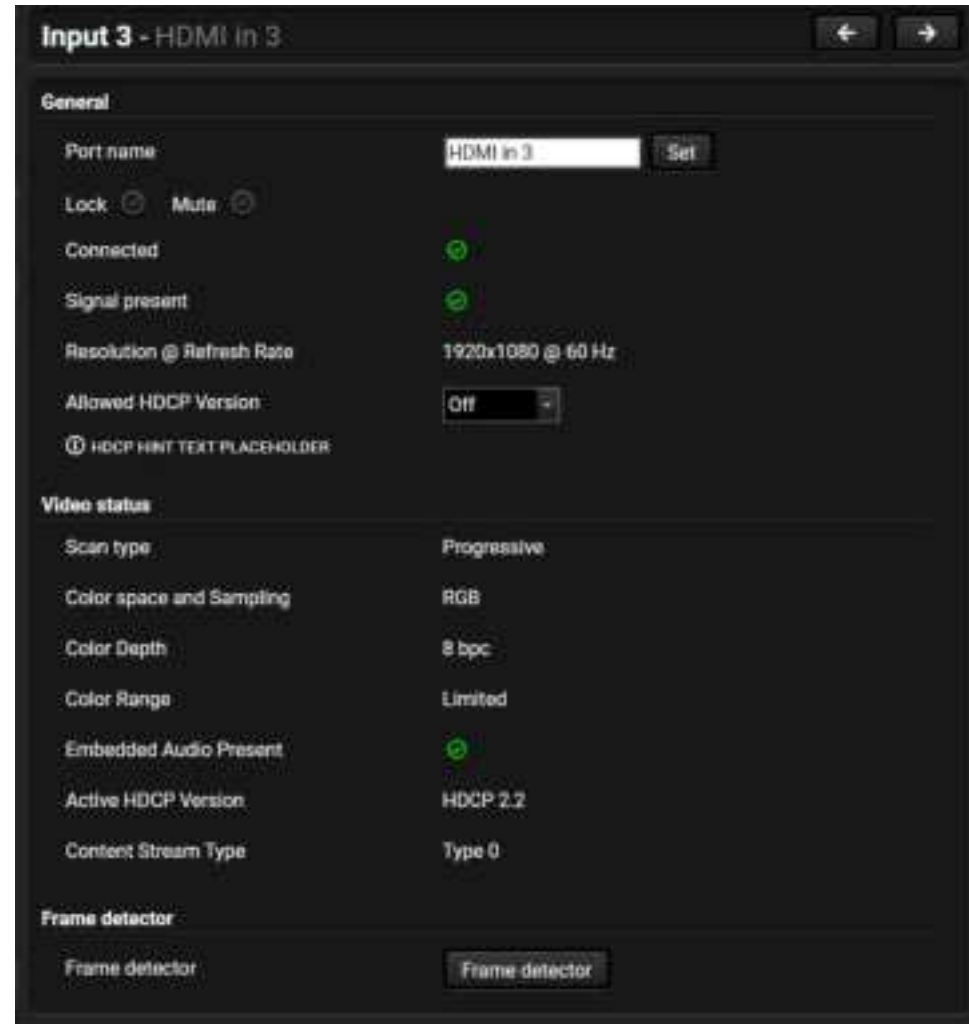 Input 3 - HDMI in 3
General
Port name HDMI in 3 Set
Lock Mute
Connected
Signal present
Resolution @ Refresh Rate 1920x1080 @ 60 Hz
Allowed HDCP Version Off
HDCP HINT TEXT PLACEHOLDER
Video status
Scan type Progressive
Color space and Sampling RGB
Color Depth 8 bpc
Color Range Limited
Embedded Audio Present
Active HDCP Version HDCP 2.2
Content Stream Type Type 0
Frame detector
Frame detector Frame detector